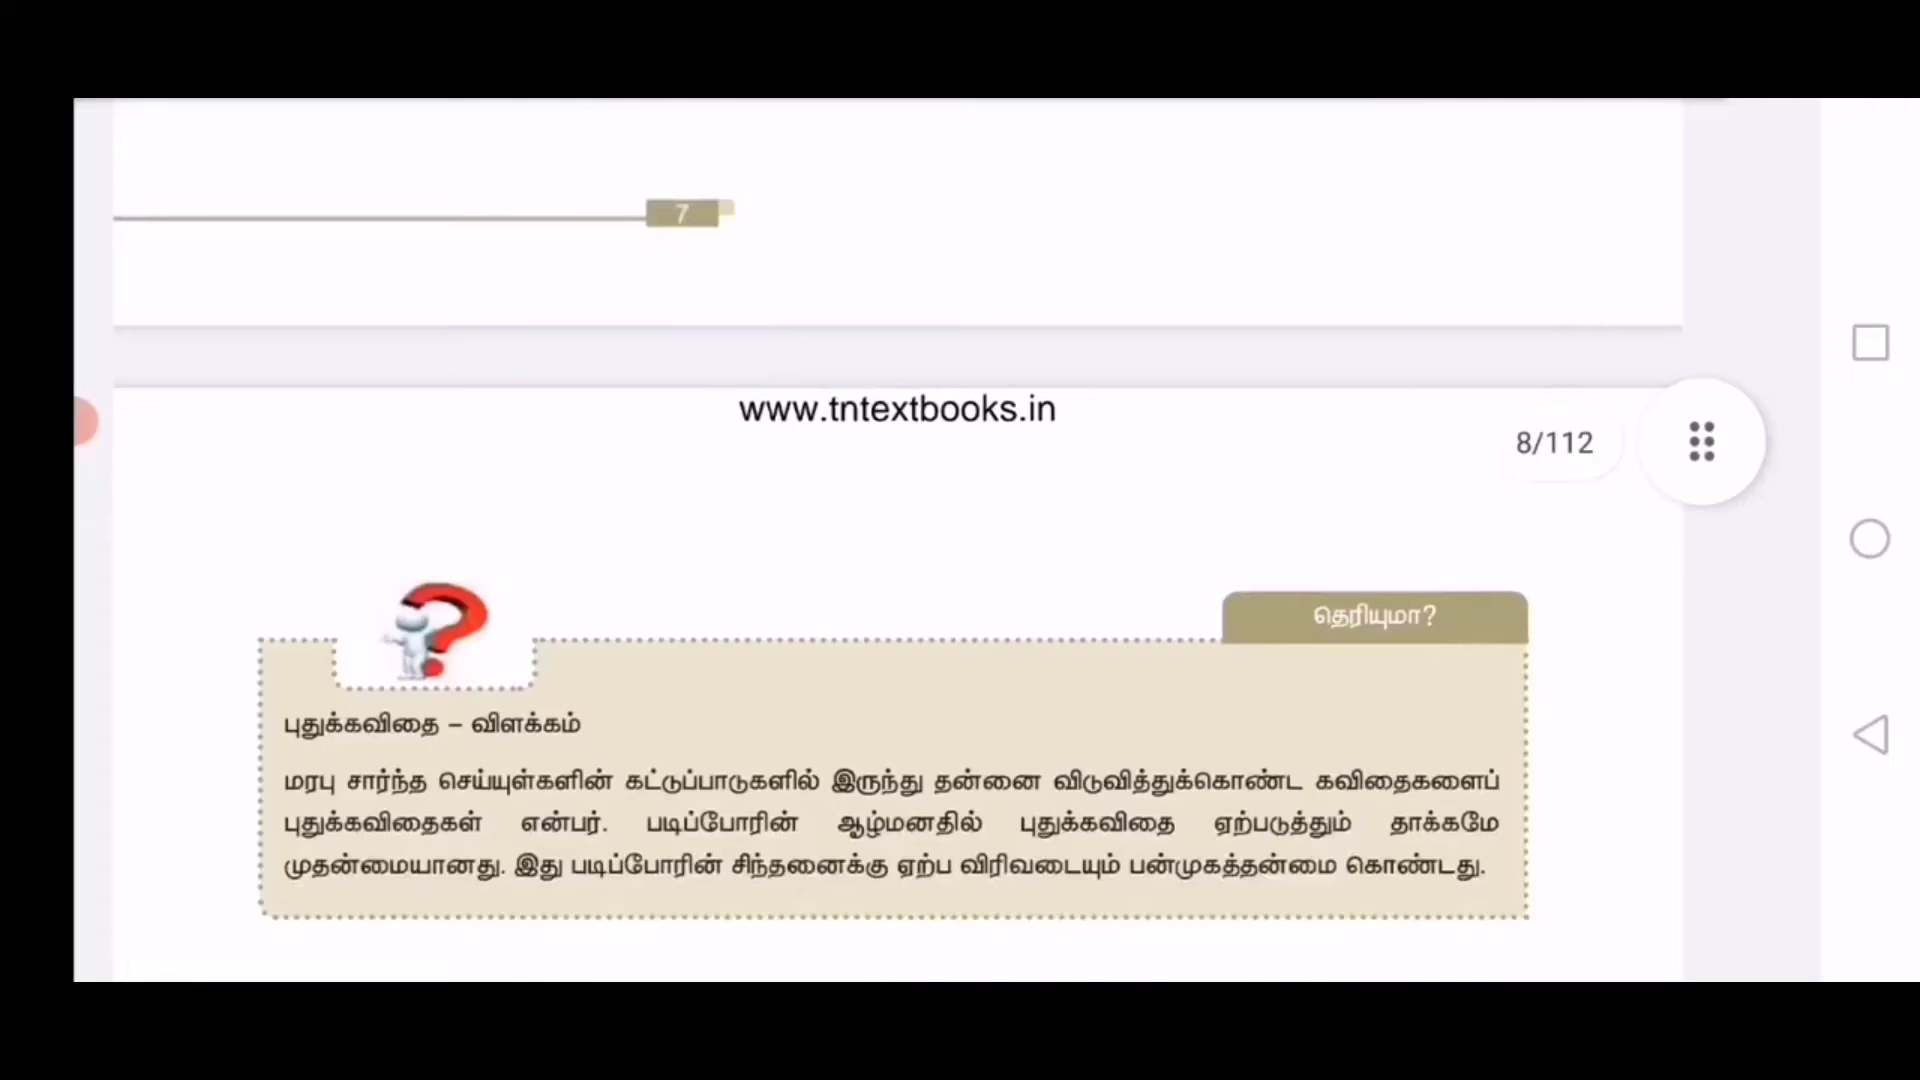 7
www.tntextbooks.in
8/112
தெரியுமா?
புதுக்கவிதை – விளக்கம்
மரபு சார்ந்த செய்யுள்களின் கட்டுப்பாடுகளில் இருந்து தன்னை விடுவித்துக்கொண்ட கவிதைகளைப்
புதுக்கவிதைகள் என்பர். படிப்போரின் ஆழ்மனதில் புதுக்கவிதை ஏற்படுத்தும் தாக்கமே
முதன்மையானது. இது படிப்போரின் சிந்தனைக்கு ஏற்ப விரிவடையும் பன்முகத்தன்மை கொண்டது.